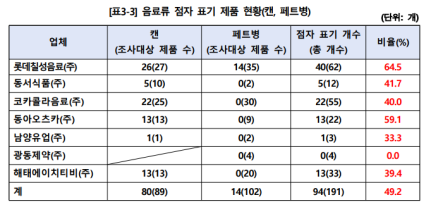 [표3-3] 음료류 점자 표기 제품 현황(캔, 페트병)
(단위: 개)
업체 캔 (조사대상 제품 수) 페트병 (조사대상 제품 수) 점자 표기 개수 (총 개수) 비율(%)
롯데칠성음료(주) 26(27) 14(35) 40(62) 64.5
동서식품(주) 5(10) 0(2) 5(12) 41.7
코카콜라음료(주) 22(25) 0(30) 22(55) 40.0
동아오츠카(주) 13(13) 0(9) 13(22) 59.1
남양유업(주) 1(1) 0(2) 1(3) 33.3
광동제약(주) 0(4) 0(4) 0.0
해태에이치티비(주) 13(13) 0(20) 13(33) 39.4
계 80(89) 14(102) 94(191) 49.2